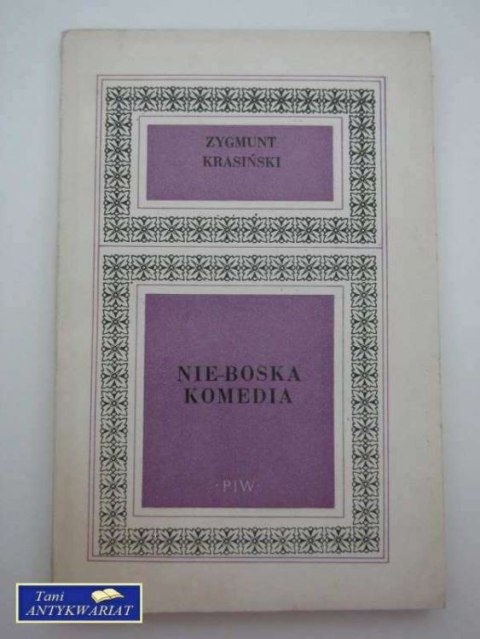 ZYGMUNT
KRASIŃSKI
NIE-BOSKA
KOMEDIA
·PIW·
Tani
ANTYKWARIAT